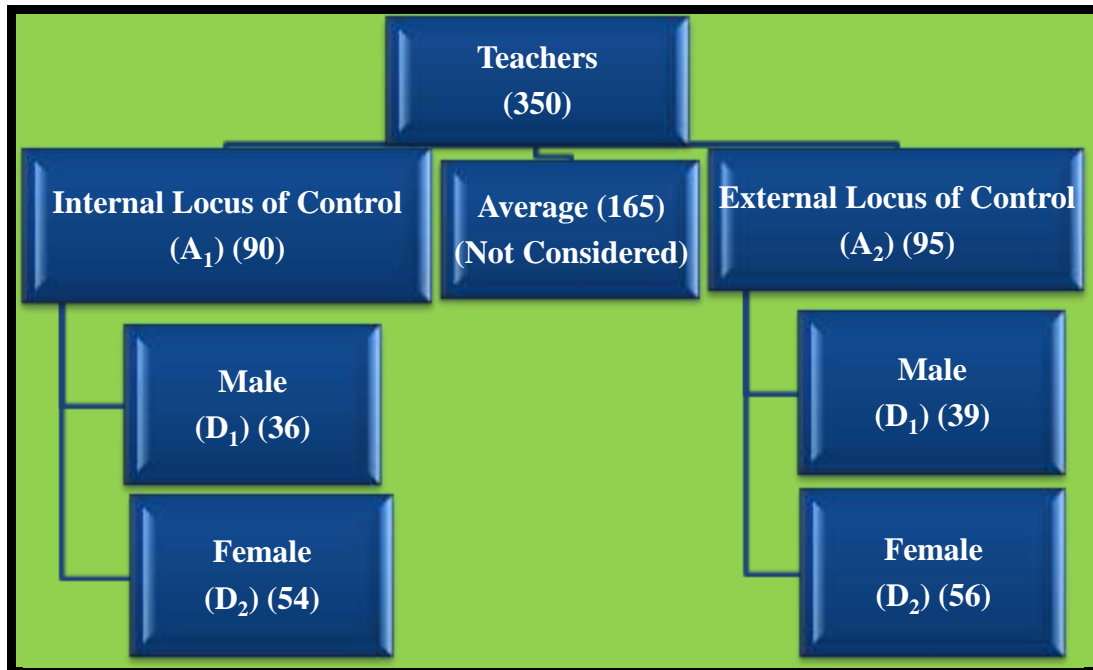 Teachers
(350)
Internal Locus of Control
(A₁) (90)
Average (165)
(Not Considered)
External Locus of Control
(A₂) (95)
Male
(D₁) (36)
Female
(D₂) (54)
Male
(D₁) (39)
Female
(D₂) (56)